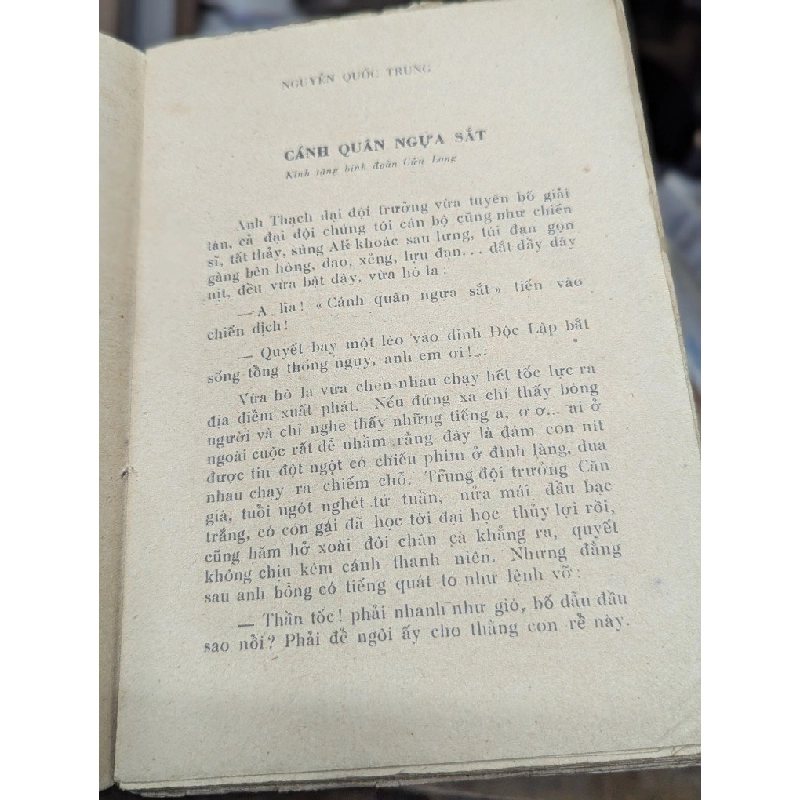 NGUYỄN QUỐC TRUNG
CÁNH QUÂN NGỰA SẮT
Kính tặng binh đoàn Cửu Long
Anh Thạch đại đội trưởng vừa tuyên bố giải
tán, cả đại đội chúng tôi cán bộ cũng như chiến
sĩ, tất thảy, súng AK khoác sau lưng, túi đạn gọn
gàng bên hông, dao, xẻng, lựu đạn... dắt đầy dây
nịt, đều vừa bật dậy, vừa hò la:
— A lia! «Cánh quân ngựa sắt» tiến vào
chiến dịch!
— Quyết bay một lèo vào dinh Độc Lập bắt
sống tổng thống ngụy, anh em ơi!...
Vừa hò la vừa chen nhau chạy hết tốc lực ra
địa điểm xuất phát. Nếu đứng xa chỉ thấy bóng
người và chỉ nghe thấy những tiếng a, ơ ơ... ai ở
ngoài cuộc rất dễ nhầm rằng đây là đám con nít
được tin đột ngột có chiếu phim ở đình làng, đua
nhau chạy ra chiếm chỗ. Trung đội trưởng Căn
già, tuổi ngót nghét tứ tuần, nửa mái đầu bạc
trắng, có con gái đã học tới đại học thủy lợi rồi,
cũng hăm hở xoài đôi chân cà khẳng ra, quyết
không chịu kém cánh thanh niên. Nhưng đằng
sau anh bỗng có tiếng quát to như lệnh vỡ:
— Thần tốc! phải nhanh như gió, bố dẫn đầu
sao nổi? Phải để ngôi ấy cho thằng con rể này.